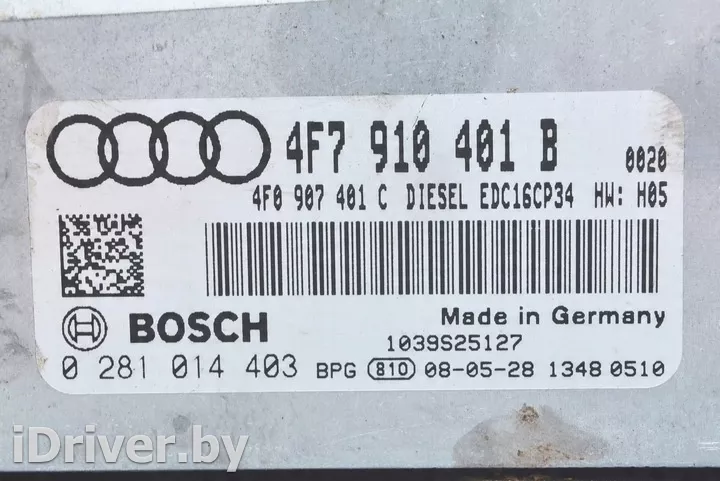 4F7 910 401 B 0020
4F0 907 401 C DIESEL EDC16CP34 HW: H05
BOSCH
Made in Germany
1039S25127
0 281 014 403 BPG 810 08-05-28 1348 0510
iDriver.by